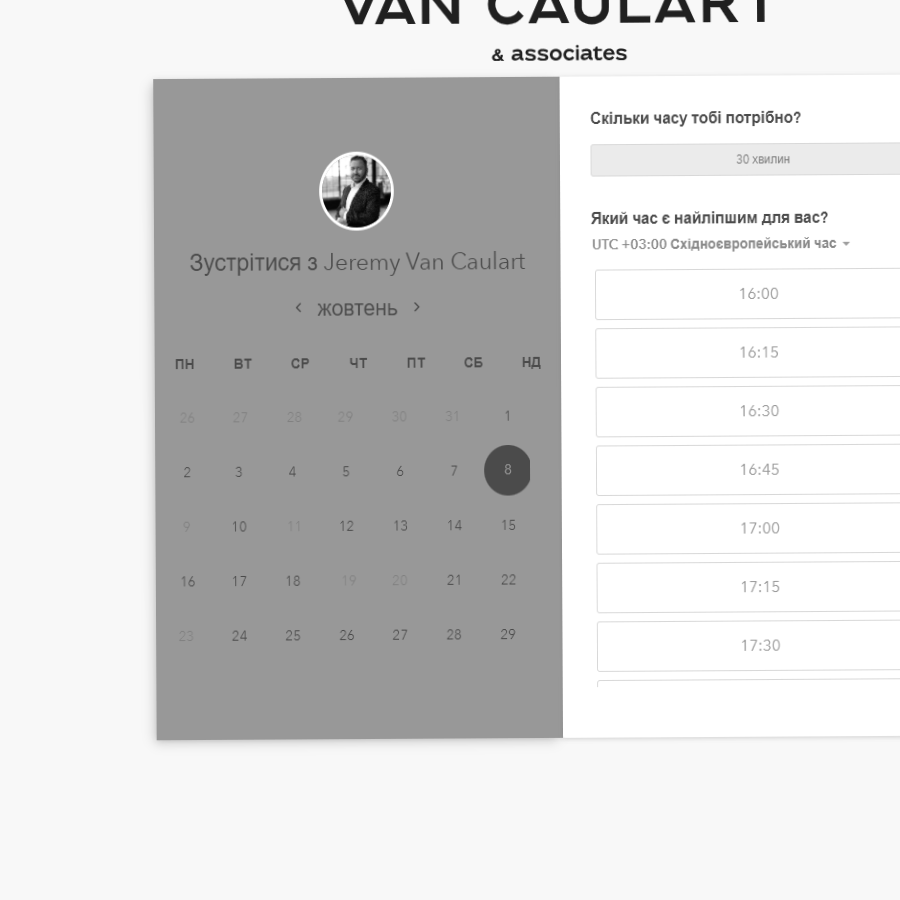 VAN CAULART
& associates
Зустрітися з Jeremy Van Caulart
жовтень
ПН ВТ СР ЧТ ПТ СБ НД
26 27 28 29 30 31 1
2 3 4 5 6 7 8
9 10 11 12 13 14 15
16 17 18 19 20 21 22
23 24 25 26 27 28 29
Скільки часу тобі потрібно?
30 хвилин
Який час є найліпшим для вас?
UTC +03:00 Східноєвропейський час
16:00
16:15
16:30
16:45
17:00
17:15
17:30